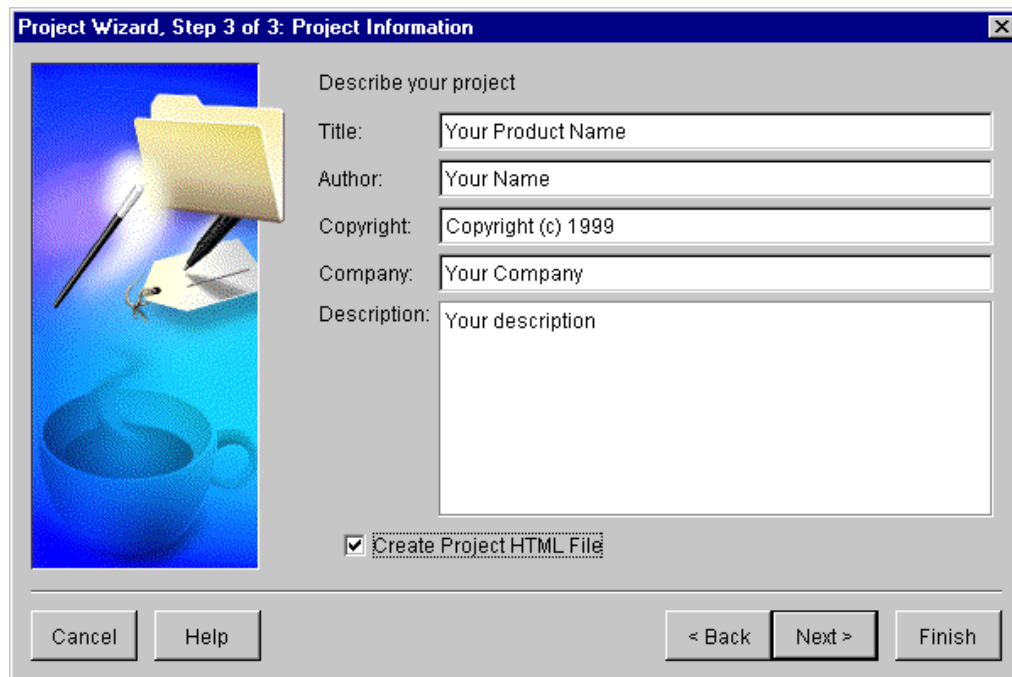 Project Wizard, Step 3 of 3: Project Information
Describe your project
Title: Your Product Name
Author: Your Name
Copyright: Copyright (c) 1999
Company: Your Company
Description: Your description
Create Project HTML File
Cancel Help < Back Next > Finish